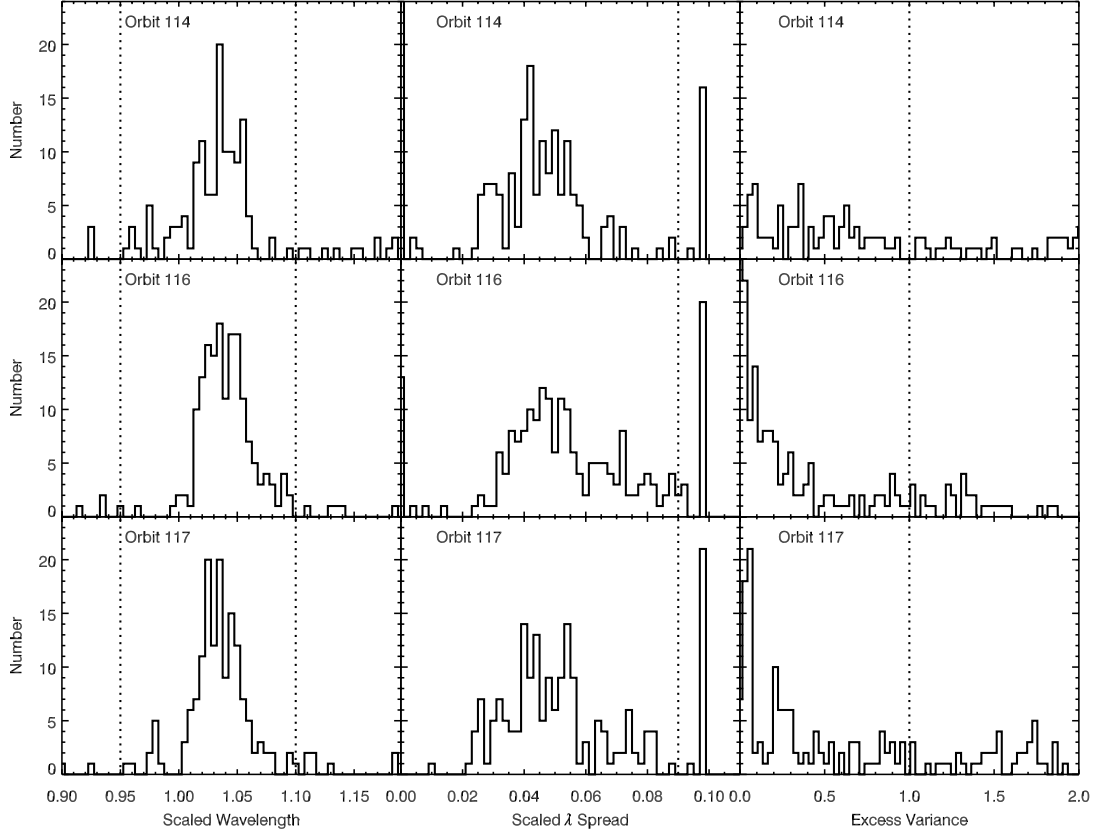 Orbit 114 Orbit 114 Orbit 114
20
15
10
5
0
Number
Orbit 116 Orbit 116 Orbit 116
20
15
10
5
0
Number
Orbit 117 Orbit 117 Orbit 117
20
15
10
5
0
Number
0.90 0.95 1.00 1.05 1.10 1.15 0.00 0.02 0.04 0.06 0.08 0.10 0.0 0.5 1.0 1.5 2.0
Scaled Wavelength Scaled λ Spread Excess Variance